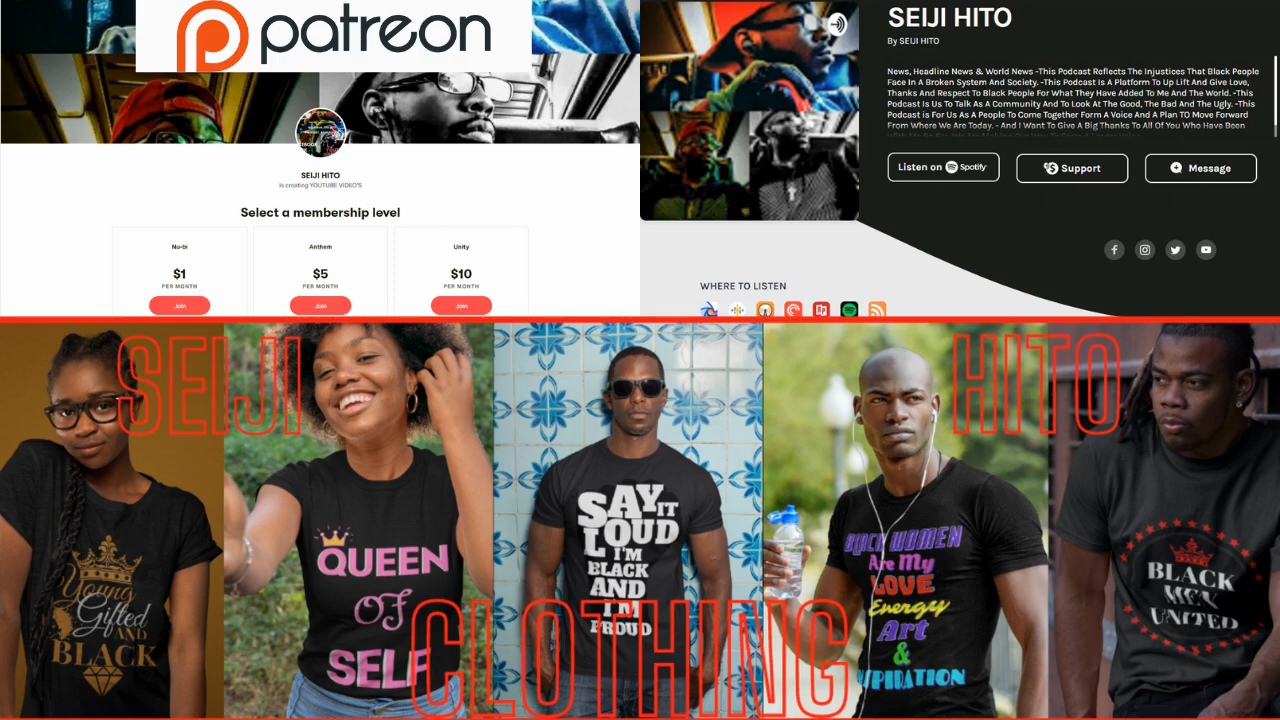 patreon
SEIJI HITO
is creating YOUTUBE VIDEO'S
Select a membership level
Nu-bi
$1
PER MONTH
Join
Anthem
$5
PER MONTH
Join
Unity
$10
PER MONTH
Join
SEIJI HITO
By SEIJI HITO
News, Headline News & World News -This Podcast Reflects The Injustices That Black People
Face In A Broken System And Society. -This Podcast Is A Platform To Up Lift And Give Love,
Thanks And Respect To Black People For What They Have Added To Me And The World. -This
Podcast Is Us To Talk As A Community And To Look At The Good, The Bad And The Ugly. -This
Podcast is For Us As A People To Come Together Form A Voice And A Plan TO Move Forward
From Where We Are Today. - And I Want To Give A Big Thanks To All Of You Who Have Been
Listen on Spotify
Support
Message
WHERE TO LISTEN
SEIJI
HITO
CLOTHING
Young
Gifted
AND
BLACK
QUEEN
OF
SELF
SAY IT
LOUD
I'M
BLACK
AND
I'M
PROUD
BLACK WOMEN
Are My
LOVE
Energy
Art
&
INSPIRATION
BLACK
MEN
UNITED